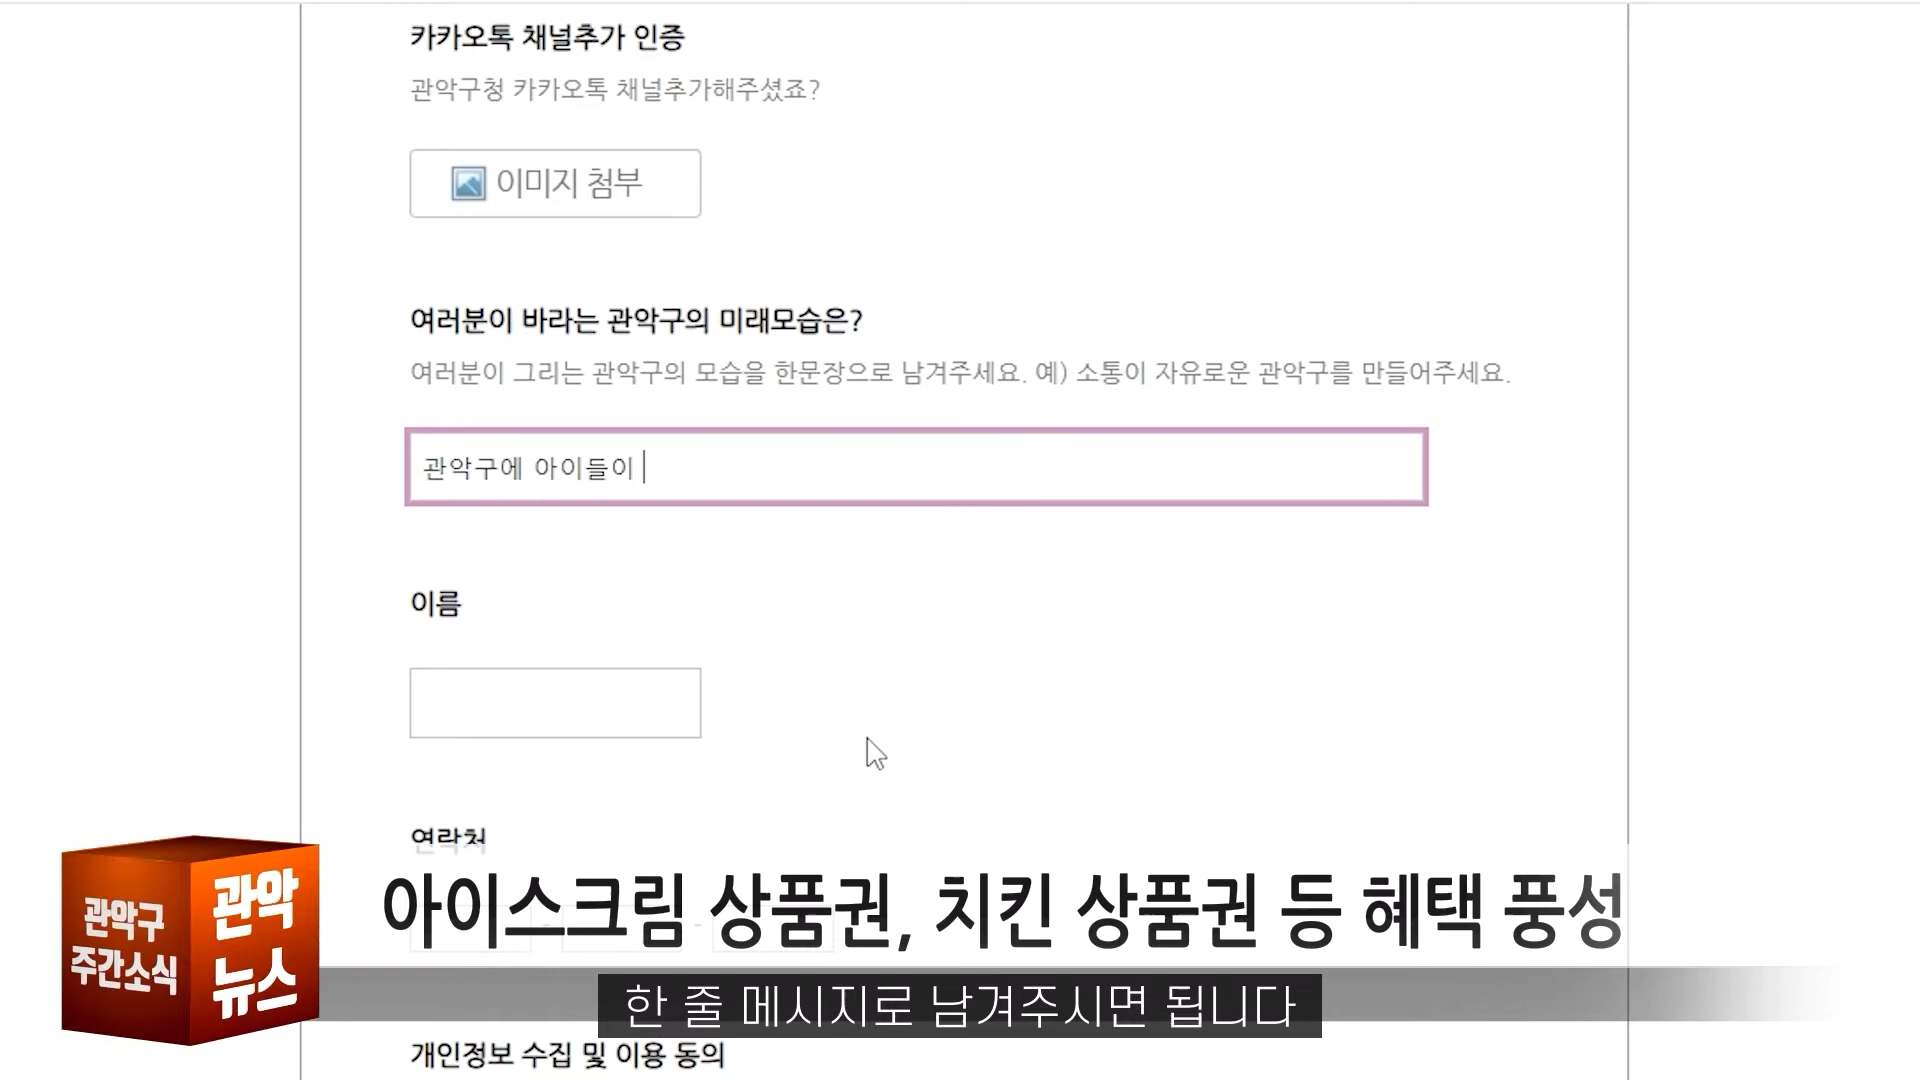 카카오톡 채널추가 인증
관악구청 카카오톡 채널추가해주셨죠?
이미지 첨부
여러분이 바라는 관악구의 미래모습은?
여러분이 그리는 관악구의 모습을 한문장으로 남겨주세요. 예) 소통이 자유로운 관악구를 만들어주세요.
관악구에 아이들이
이름
연락처
아이스크림 상품권, 치킨 상품권 등 혜택 풍성
관악구
주간소식
관악
뉴스
한 줄 메시지로 남겨주시면 됩니다
개인정보 수집 및 이용 동의